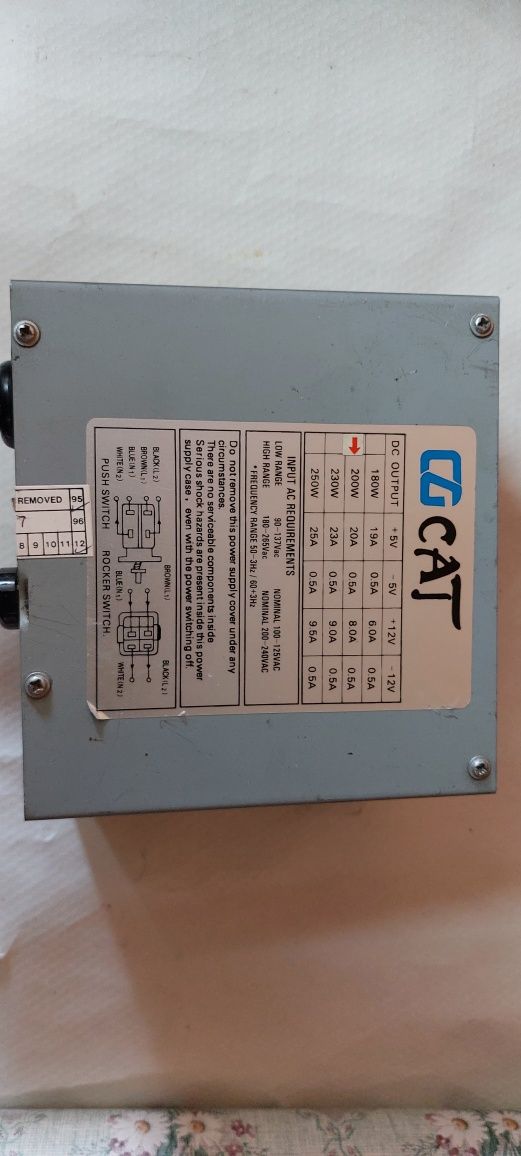 CG CAT
DC OUTPUT +5V -5V +12V -12V
180W 19A 0.5A 6.0A 0.5A
200W 20A 0.5A 8.0A 0.5A
230W 23A 0.5A 9.0A 0.5A
250W 25A 0.5A 9.5A 0.5A
INPUT AC REQUIREMENTS
LOW RANGE 90-137Vac NOMINAL 100-125VAC
HIGH RANGE 180-265Vac NOMINAL 200-240VAC
*FREQUENCY RANGE 50-3Hz / 60+3Hz
Do not remove this power supply cover under any
circumstances.
There are no serviceable components inside
Serious shock hazards are present inside this power
supply case, even with the power switching off.
BLACK(L2)
BROWN(L1)
BLUE(N1)
WHITE(N2)
PUSH SWITCH
BROWN(L1)
BLACK(L2)
BLUE(N1)
WHITE(N2)
ROCKER SWITCH.
REMOVED 95
7 96
8 9 10 11 12